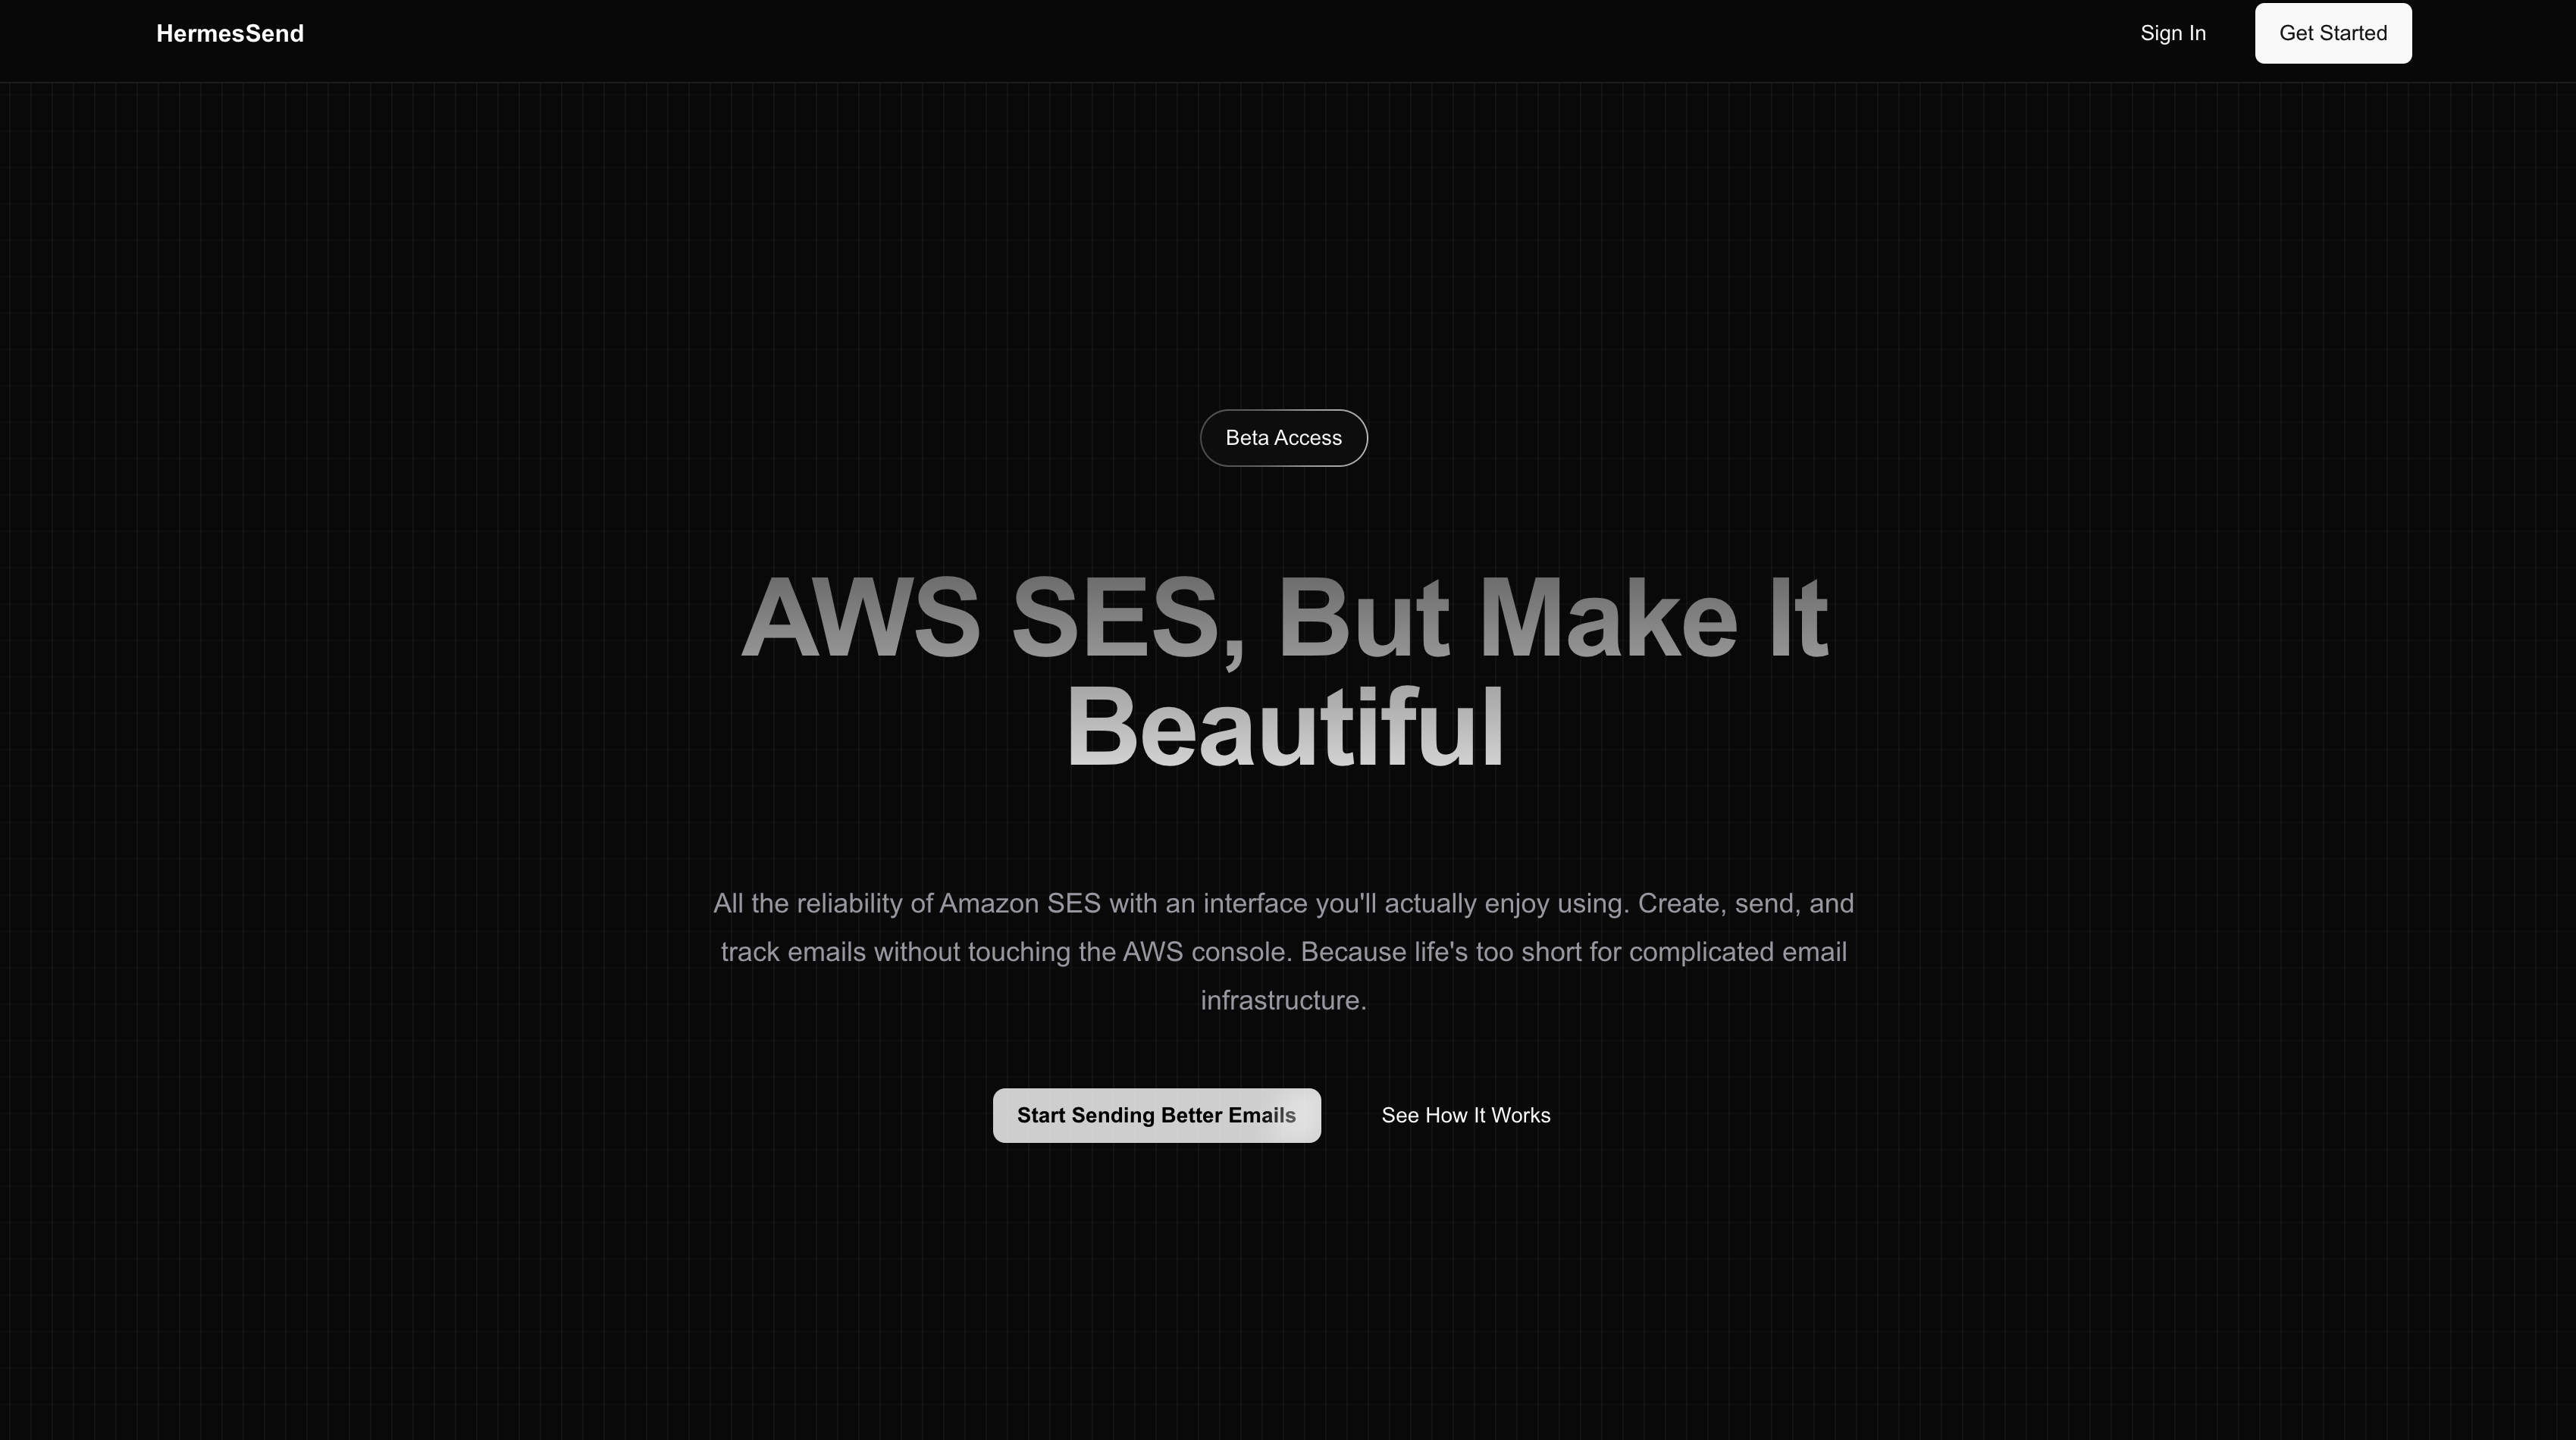 HermesSend
Sign In
Get Started
Beta Access
AWS SES, But Make It
Beautiful
All the reliability of Amazon SES with an interface you'll actually enjoy using. Create, send, and
track emails without touching the AWS console. Because life's too short for complicated email
infrastructure.
Start Sending Better Emails
See How It Works